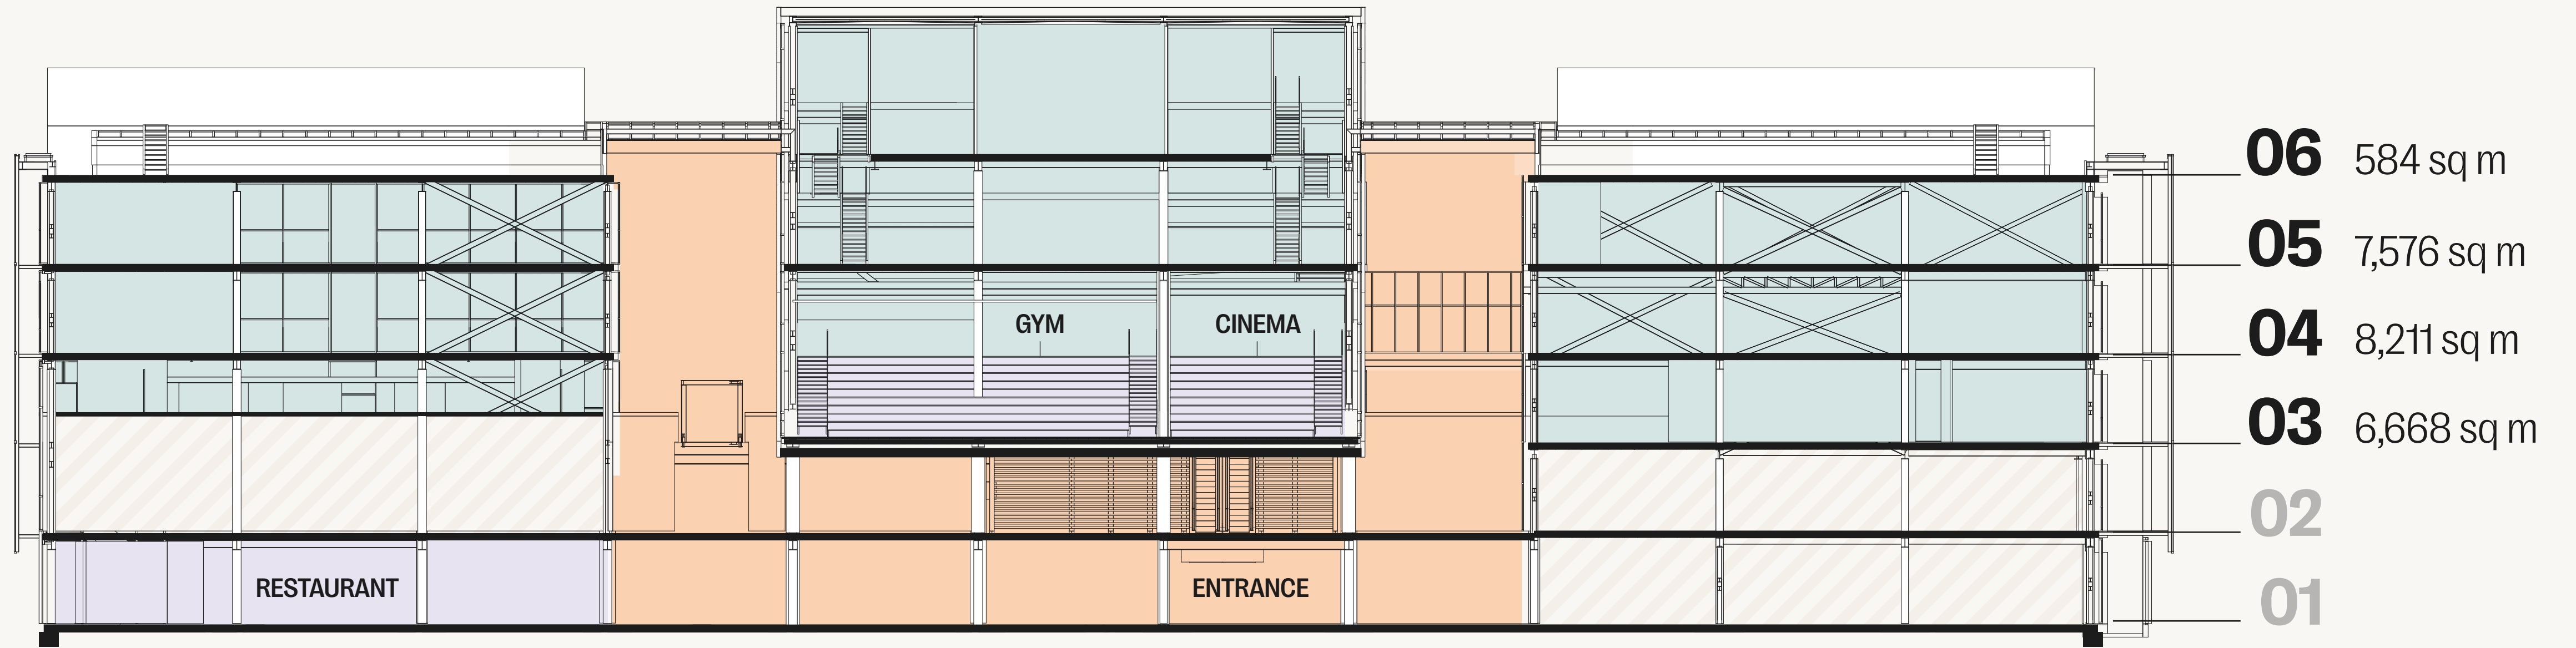 06 584 sq m
05 7,576 sq m
GYM CINEMA
04 8,211 sq m
03 6,668 sq m
02
RESTAURANT ENTRANCE
01